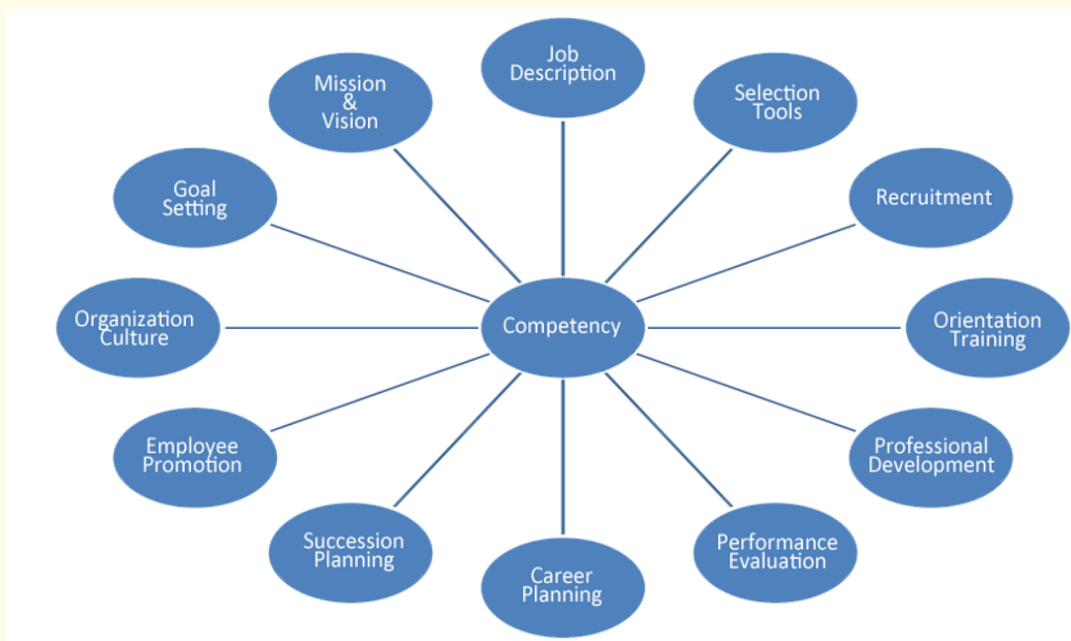 Job
Description
Selection
Tools
Recruitment
Orientation
Training
Professional
Development
Performance
Evaluation
Career
Planning
Succession
Planning
Employee
Promotion
Organization
Culture
Goal
Setting
Mission
&
Vision
Competency